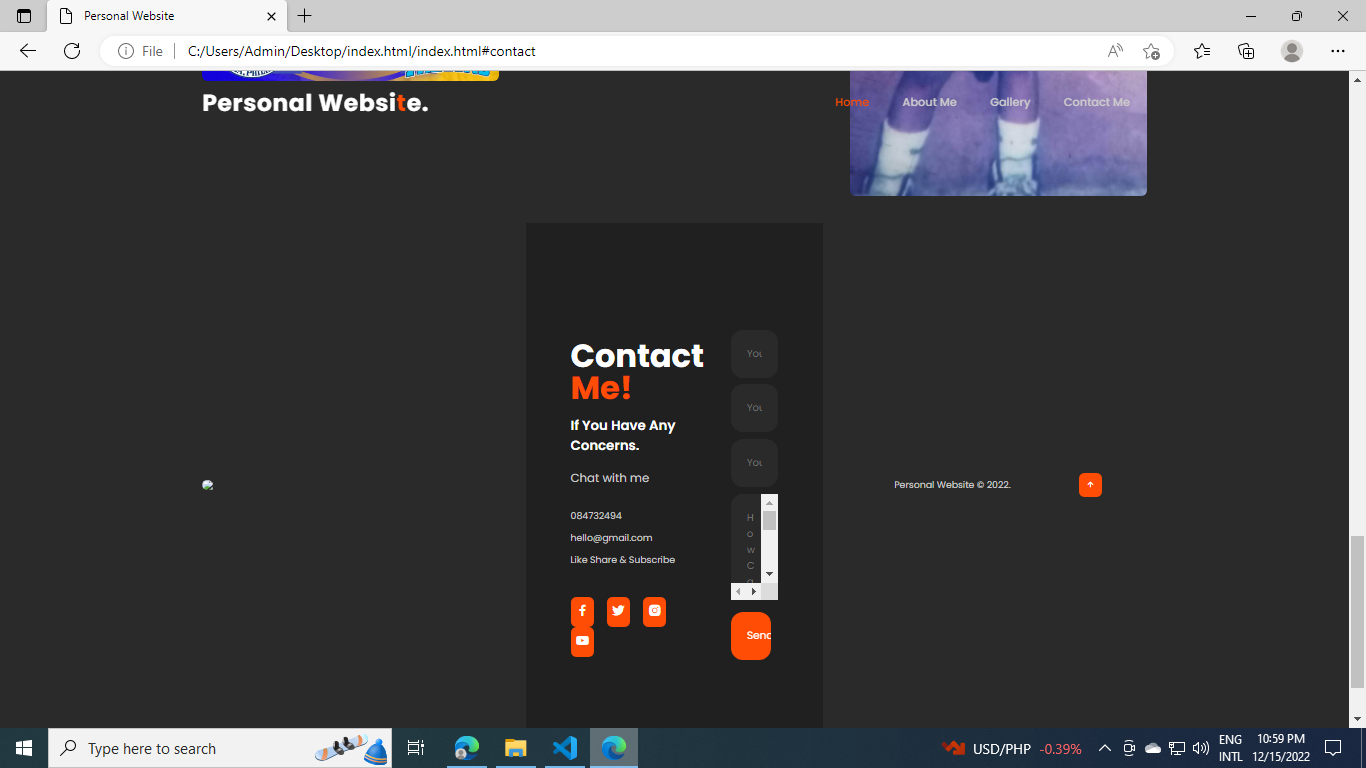 Personal Website
File
C:/Users/Admin/Desktop/index.html/index.html#contact
Personal Website.
Home
About Me
Gallery
Contact Me
Contact
Me!
If You Have Any
Concerns.
Chat with me
084732494
hello@gmail.com
Like Share & Subscribe
You
You
You
H
o
w
C
a
Send
Personal Website © 2022.
Type here to search
USD/PHP -0.39%
ENG
INTL
10:59 PM
12/15/2022